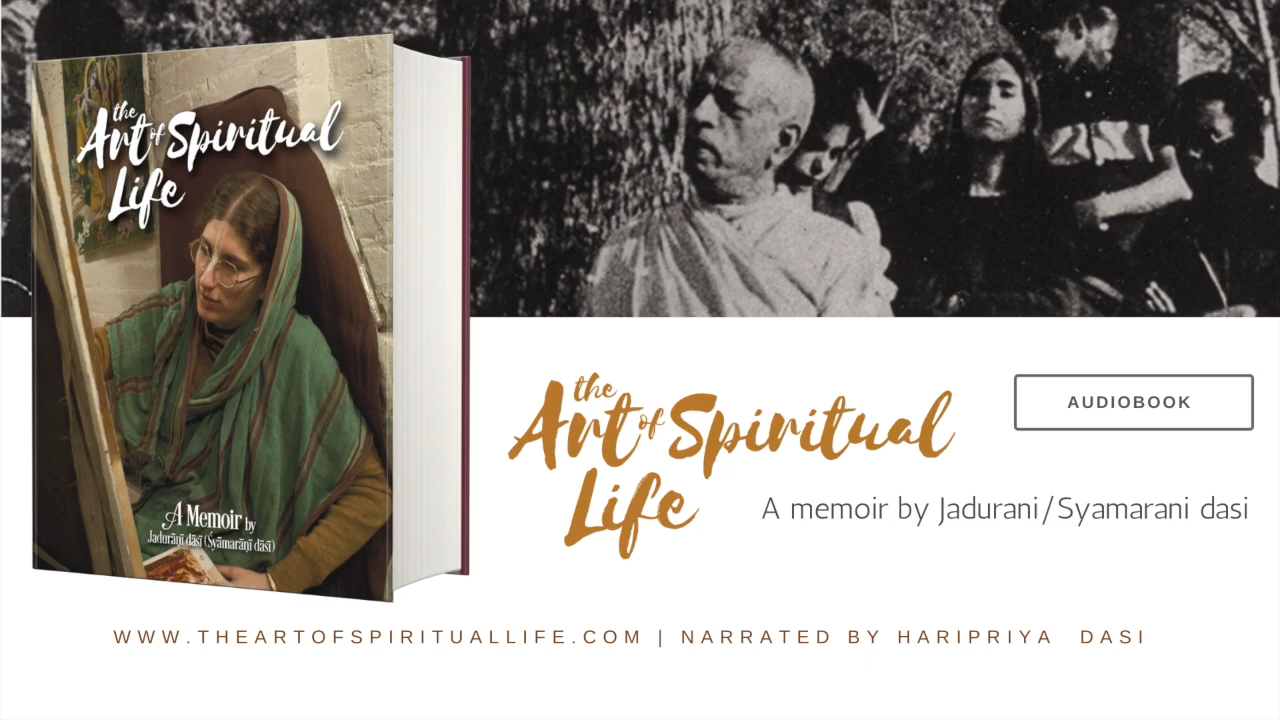 the
Art of Spiritual
Life
A Memoir by
Jadurāṇī dāsī (Śyāmarāṇī dāsī)
the
Art of Spiritual
Life
AUDIOBOOK
A memoir by Jadurani/Syamarani dasi
WWW.THEARTOFSPIRITUALLIFE.COM | NARRATED BY HARIPRIYA DASI